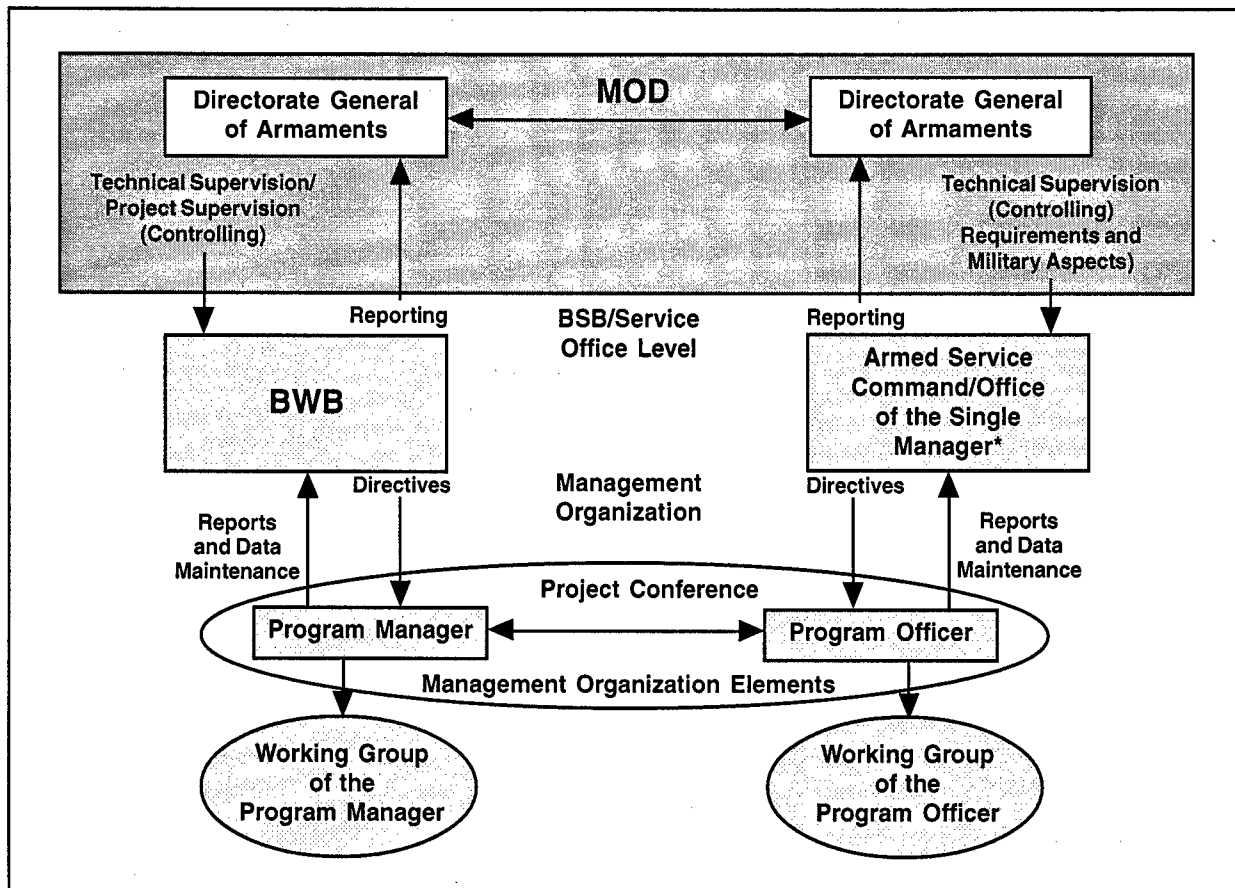 MOD
Directorate General
of Armaments
Directorate General
of Armaments
Technical Supervision/
Project Supervision
(Controlling)
Technical Supervision
(Controlling)
Requirements and
Military Aspects)
Reporting
BSB/Service
Office Level
Reporting
BWB
Armed Service
Command/Office
of the Single
Manager*
Directives
Management
Organization
Directives
Reports
and Data
Maintenance
Reports
and Data
Maintenance
Project Conference
Program Manager
Program Officer
Management Organization Elements
Working Group
of the
Program Manager
Working Group
of the
Program Officer